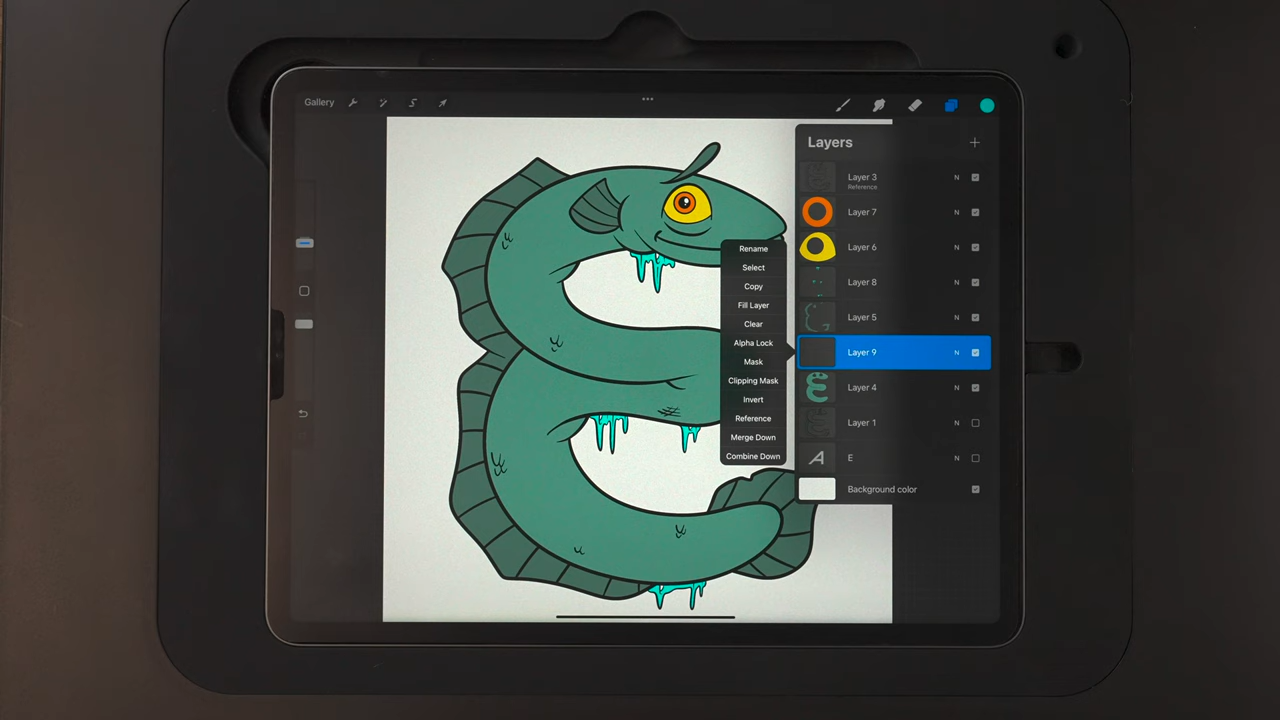 Gallery
Layers
Layer 3
Reference
N
Layer 7
N
Layer 6
N
Layer 8
N
Layer 5
N
Layer 9
N
Layer 4
N
Layer 1
N
A
E
N
Background color
Rename
Select
Copy
Fill Layer
Clear
Alpha Lock
Mask
Clipping Mask
Invert
Reference
Merge Down
Combine Down